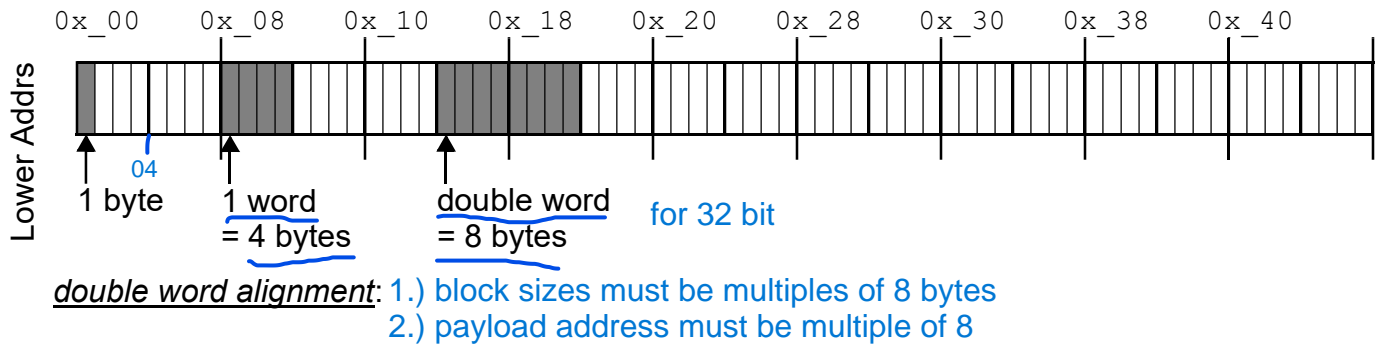 0x_00 0x_08 0x_10 0x_18 0x_20 0x_28 0x_30 0x_38 0x_40
Lower Addrs
04
1 byte 1 word double word for 32 bit
= 4 bytes = 8 bytes
double word alignment: 1.) block sizes must be multiples of 8 bytes
2.) payload address must be multiple of 8